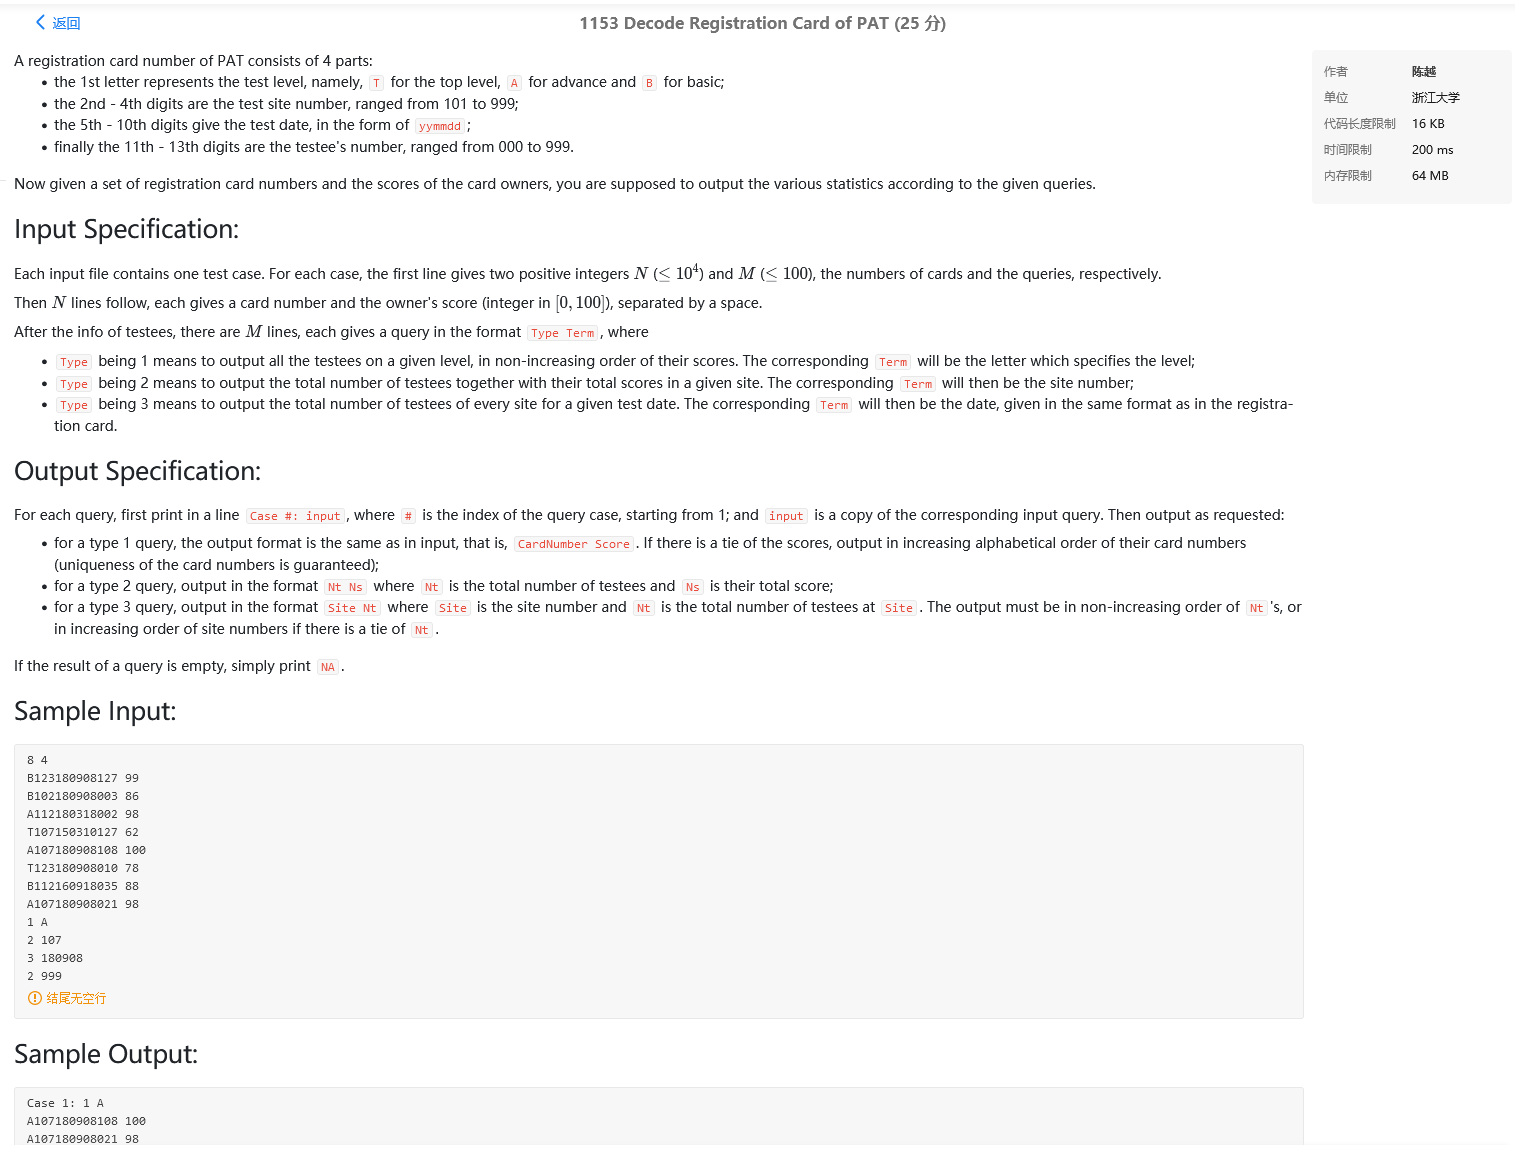 返回
1153 Decode Registration Card of PAT (25 分)
A registration card number of PAT consists of 4 parts:
• the 1st letter represents the test level, namely, T for the top level, A for advance and B for basic;
• the 2nd - 4th digits are the test site number, ranged from 101 to 999;
• the 5th - 10th digits give the test date, in the form of yymmdd ;
• finally the 11th - 13th digits are the testee's number, ranged from 000 to 999.
Now given a set of registration card numbers and the scores of the card owners, you are supposed to output the various statistics according to the given queries.
作者 陈越
单位 浙江大学
代码长度限制 16 KB
时间限制 200 ms
内存限制 64 MB
Input Specification:
Each input file contains one test case. For each case, the first line gives two positive integers N (≤ 10⁴) and M (≤ 100), the numbers of cards and the queries, respectively.
Then N lines follow, each gives a card number and the owner's score (integer in [0, 100]), separated by a space.
After the info of testees, there are M lines, each gives a query in the format Type Term , where
• Type being 1 means to output all the testees on a given level, in non-increasing order of their scores. The corresponding Term will be the letter which specifies the level;
• Type being 2 means to output the total number of testees together with their total scores in a given site. The corresponding Term will then be the site number;
• Type being 3 means to output the total number of testees of every site for a given test date. The corresponding Term will then be the date, given in the same format as in the registra-
tion card.
Output Specification:
For each query, first print in a line Case #: input , where # is the index of the query case, starting from 1; and input is a copy of the corresponding input query. Then output as requested:
• for a type 1 query, the output format is the same as in input, that is, CardNumber Score . If there is a tie of the scores, output in increasing alphabetical order of their card numbers
(uniqueness of the card numbers is guaranteed);
• for a type 2 query, output in the format Nt Ns where Nt is the total number of testees and Ns is their total score;
• for a type 3 query, output in the format Site Nt where Site is the site number and Nt is the total number of testees at Site . The output must be in non-increasing order of Nt 's, or
in increasing order of site numbers if there is a tie of Nt .
If the result of a query is empty, simply print NA .
Sample Input:
8 4
B123180908127 99
B102180908003 86
A112180318002 98
T107150310127 62
A107180908108 100
T123180908010 78
B112160918035 88
A107180908021 98
1 A
2 107
3 180908
2 999
结尾无空行
Sample Output:
Case 1: 1 A
A107180908108 100
A107180908021 98